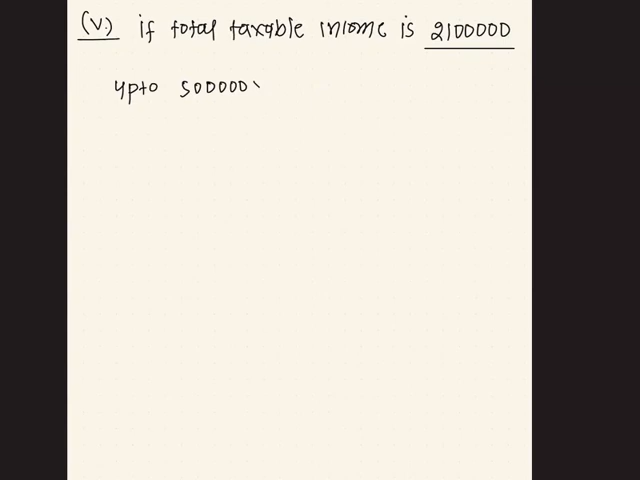 (V.) if total taxable income is 2100000
upto 500000